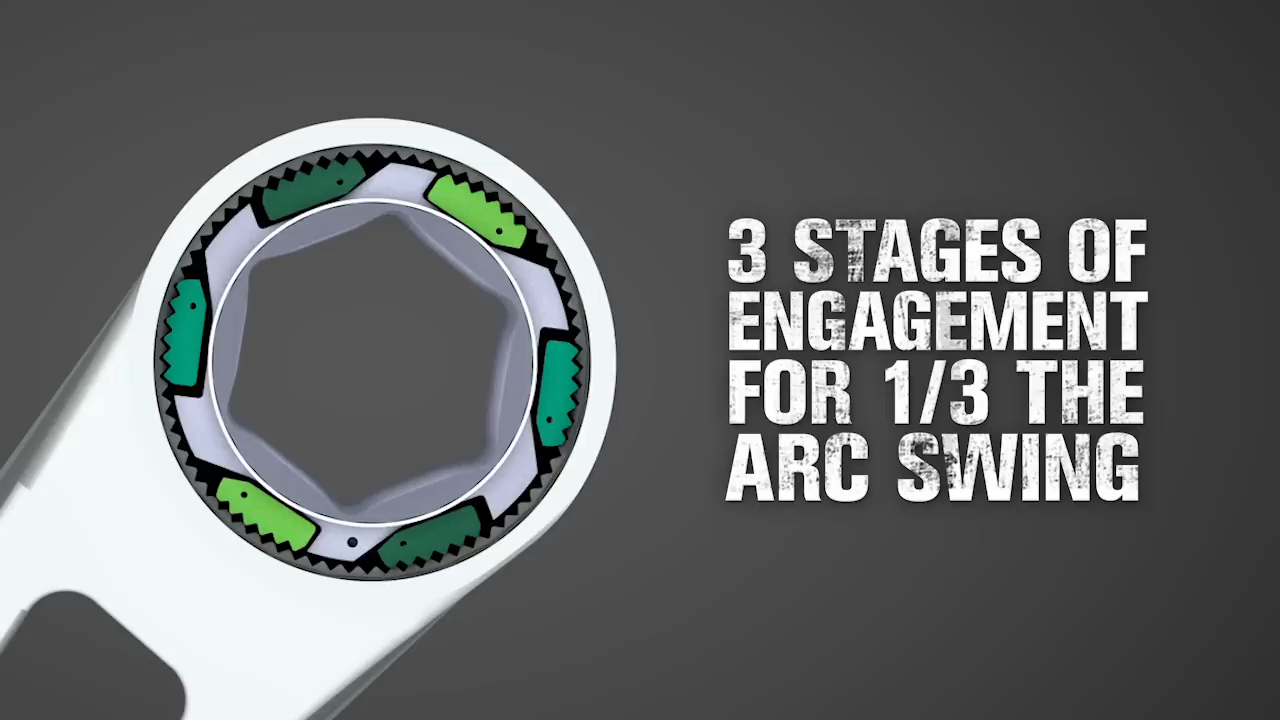 3 STAGES OF
ENGAGEMENT
FOR 1/3 THE
ARC SWING